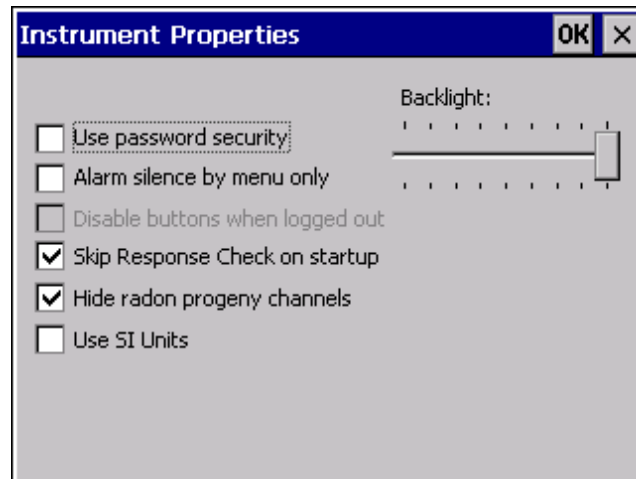 Instrument Properties OK ×
Backlight:
Use password security
Alarm silence by menu only
Disable buttons when logged out
Skip Response Check on startup
Hide radon progeny channels
Use SI Units